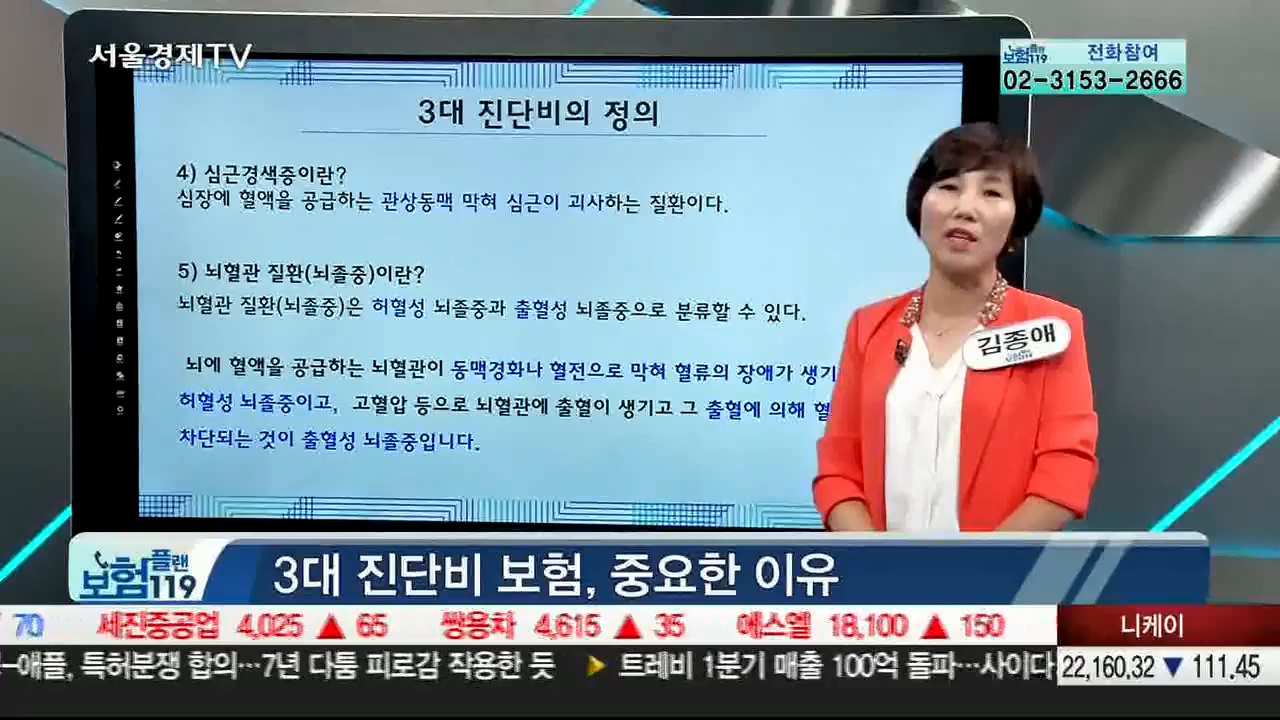 서울경제TV
보험플랜119 전화참여
02-3153-2666
3대 진단비의 정의
4) 심근경색증이란?
심장에 혈액을 공급하는 관상동맥 막혀 심근이 괴사하는 질환이다.
5) 뇌혈관 질환(뇌졸중)이란?
뇌혈관 질환(뇌졸중)은 허혈성 뇌졸중과 출혈성 뇌졸중으로 분류할 수 있다.
뇌에 혈액을 공급하는 뇌혈관이 동맥경화나 혈전으로 막혀 혈류의 장애가 생기
허혈성 뇌졸중이고, 고혈압 등으로 뇌혈관에 출혈이 생기고 그 출혈에 의해 혈
차단되는 것이 출혈성 뇌졸중입니다.
김종애
보험플랜119
3대 진단비 보험, 중요한 이유
70 세진중공업 4,025 ▲ 65 쌍용차 4,615 ▲ 35 에스엘 18,100 ▲ 150 니케이
–애플, 특허분쟁 합의…7년 다툼 피로감 작용한 듯 ▶ 트레비 1분기 매출 100억 돌파…사이다 22,160.32 ▼ 111.45